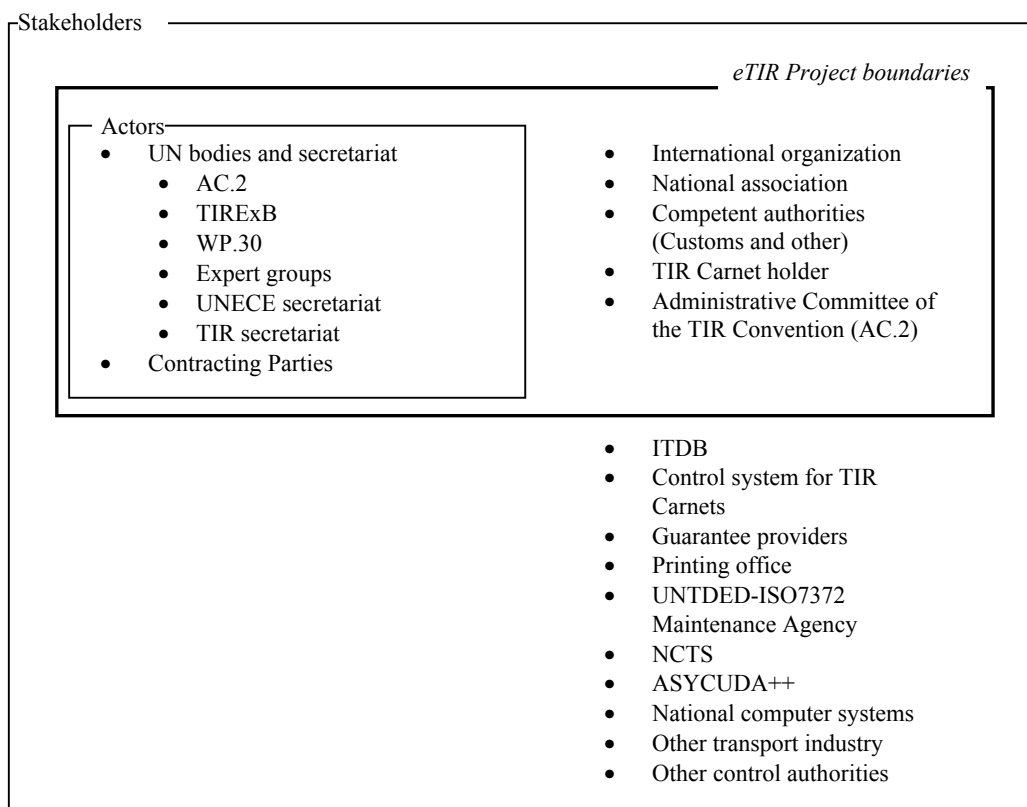 Stakeholders
eTIR Project boundaries
Actors
• UN bodies and secretariat
• AC.2
• TIRExB
• WP.30
• Expert groups
• UNECE secretariat
• TIR secretariat
• Contracting Parties
• International organization
• National association
• Competent authorities
(Customs and other)
• TIR Carnet holder
• Administrative Committee of
the TIR Convention (AC.2)
• ITDB
• Control system for TIR
Carnets
• Guarantee providers
• Printing office
• UNTDED-ISO7372
Maintenance Agency
• NCTS
• ASYCUDA++
• National computer systems
• Other transport industry
• Other control authorities